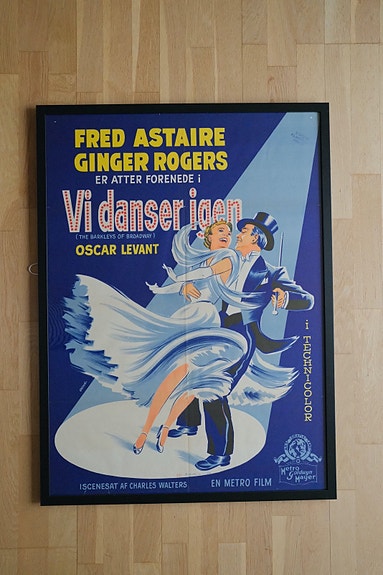 FRED ASTAIRE
GINGER ROGERS
ER ATTER FORENEDE i
Vi danser igen
(THE BARKLEYS OF BROADWAY)
OSCAR LEVANT
i TECHNICOLOR
ISCENESAT AF CHARLES WALTERS
EN METRO FILM
Metro
Goldwyn
Mayer